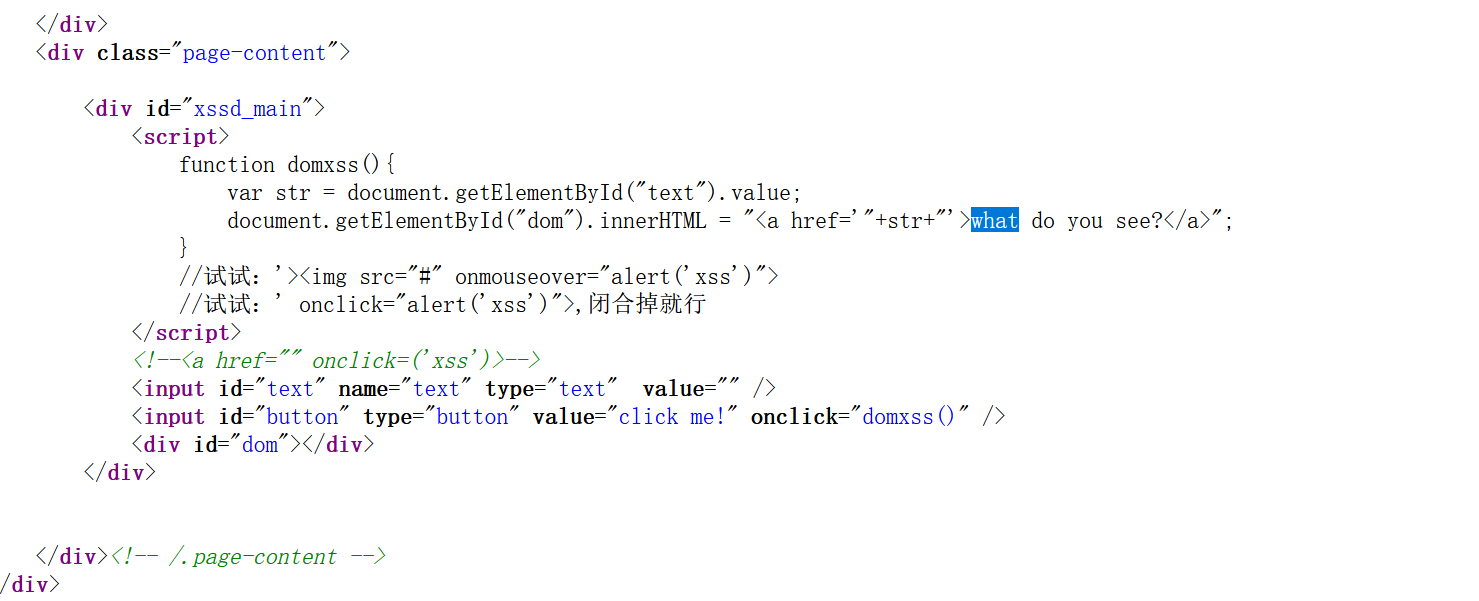 </div>
<div class="page-content">
<div id="xssd_main">
<script>
function domxss(){
var str = document.getElementById("text").value;
document.getElementById("dom").innerHTML = "<a href='"+str+"'>what do you see?</a>";
}
//试试：'><img src="#" onmouseover="alert('xss')">
//试试：' onclick="alert('xss')">,闭合掉就行
</script>
<!--<a href="" onclick=('xss')>-->
<input id="text" name="text" type="text"  value="" />
<input id="button" type="button" value="click me!" onclick="domxss()" />
<div id="dom"></div>
</div>
</div><!-- /.page-content -->
/div>